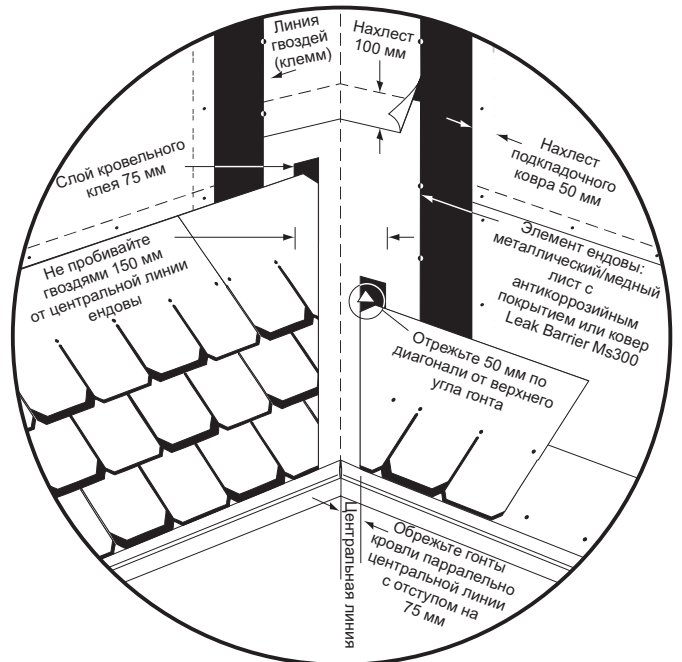 Линия
гвоздей
(клемм)
Нахлест
100 мм
Слой кровельного
клея 75 мм
Нахлест
подкладочного
ковра 50 мм
Не пробивайте
гвоздями 150 мм
от центральной линии
ендовы
Элемент ендовы:
металлический/медный
лист с
антикоррозийным
покрытием или ковер
Leak Barrier Ms300
Отрежьте 50 мм по
диагонали от верхнего
угла гонта
Центральная линия
Обрежьте гонты
кровли парралельно
центральной линии
с отступом на
75 мм